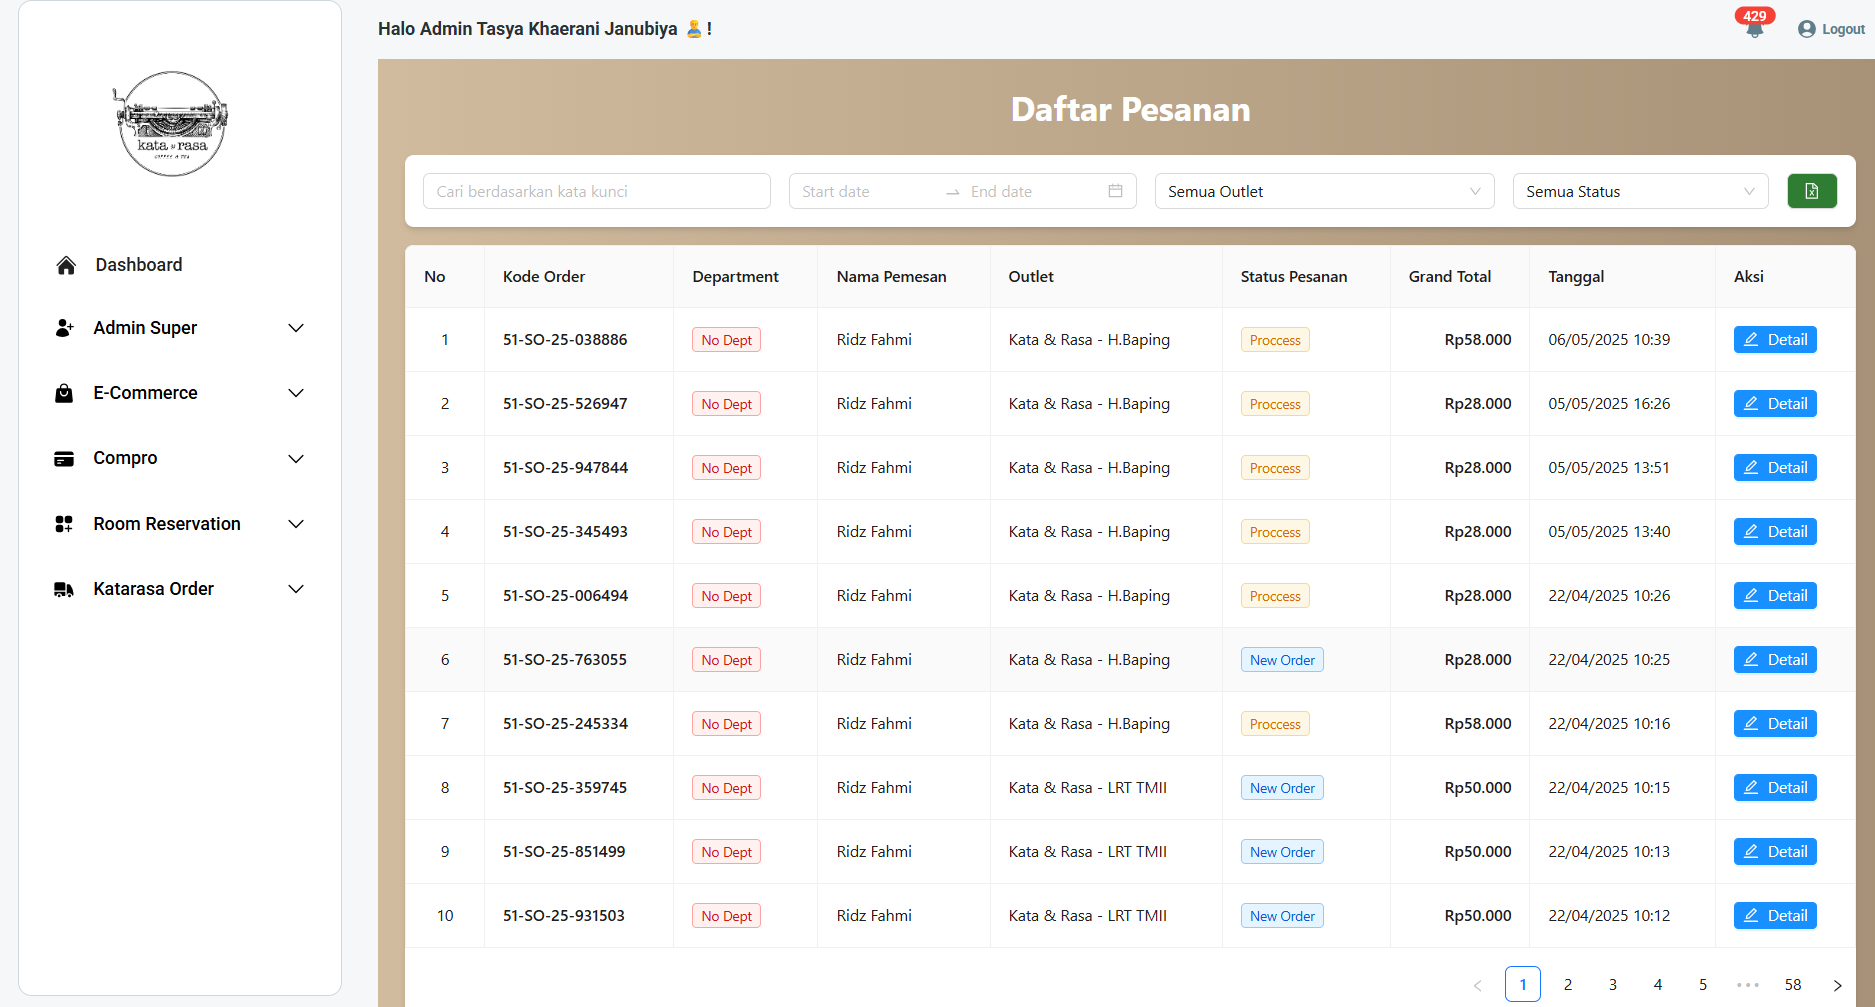 Halo Admin Tasya Khaerani Janubiya !
429
Logout
kata & rasa
COFFEE & TEA
Dashboard
Admin Super
E-Commerce
Compro
Room Reservation
Katarasa Order
Daftar Pesanan
Cari berdasarkan kata kunci Start date End date Semua Outlet Semua Status
No Kode Order Department Nama Pemesan Outlet Status Pesanan Grand Total Tanggal Aksi
1 51-SO-25-038886 No Dept Ridz Fahmi Kata & Rasa - H.Baping Proccess Rp58.000 06/05/2025 10:39 Detail
2 51-SO-25-526947 No Dept Ridz Fahmi Kata & Rasa - H.Baping Proccess Rp28.000 05/05/2025 16:26 Detail
3 51-SO-25-947844 No Dept Ridz Fahmi Kata & Rasa - H.Baping Proccess Rp28.000 05/05/2025 13:51 Detail
4 51-SO-25-345493 No Dept Ridz Fahmi Kata & Rasa - H.Baping Proccess Rp28.000 05/05/2025 13:40 Detail
5 51-SO-25-006494 No Dept Ridz Fahmi Kata & Rasa - H.Baping Proccess Rp28.000 22/04/2025 10:26 Detail
6 51-SO-25-763055 No Dept Ridz Fahmi Kata & Rasa - H.Baping New Order Rp28.000 22/04/2025 10:25 Detail
7 51-SO-25-245334 No Dept Ridz Fahmi Kata & Rasa - H.Baping Proccess Rp58.000 22/04/2025 10:16 Detail
8 51-SO-25-359745 No Dept Ridz Fahmi Kata & Rasa - LRT TMII New Order Rp50.000 22/04/2025 10:15 Detail
9 51-SO-25-851499 No Dept Ridz Fahmi Kata & Rasa - LRT TMII New Order Rp50.000 22/04/2025 10:13 Detail
10 51-SO-25-931503 No Dept Ridz Fahmi Kata & Rasa - LRT TMII New Order Rp50.000 22/04/2025 10:12 Detail
1 2 3 4 5 ••• 58